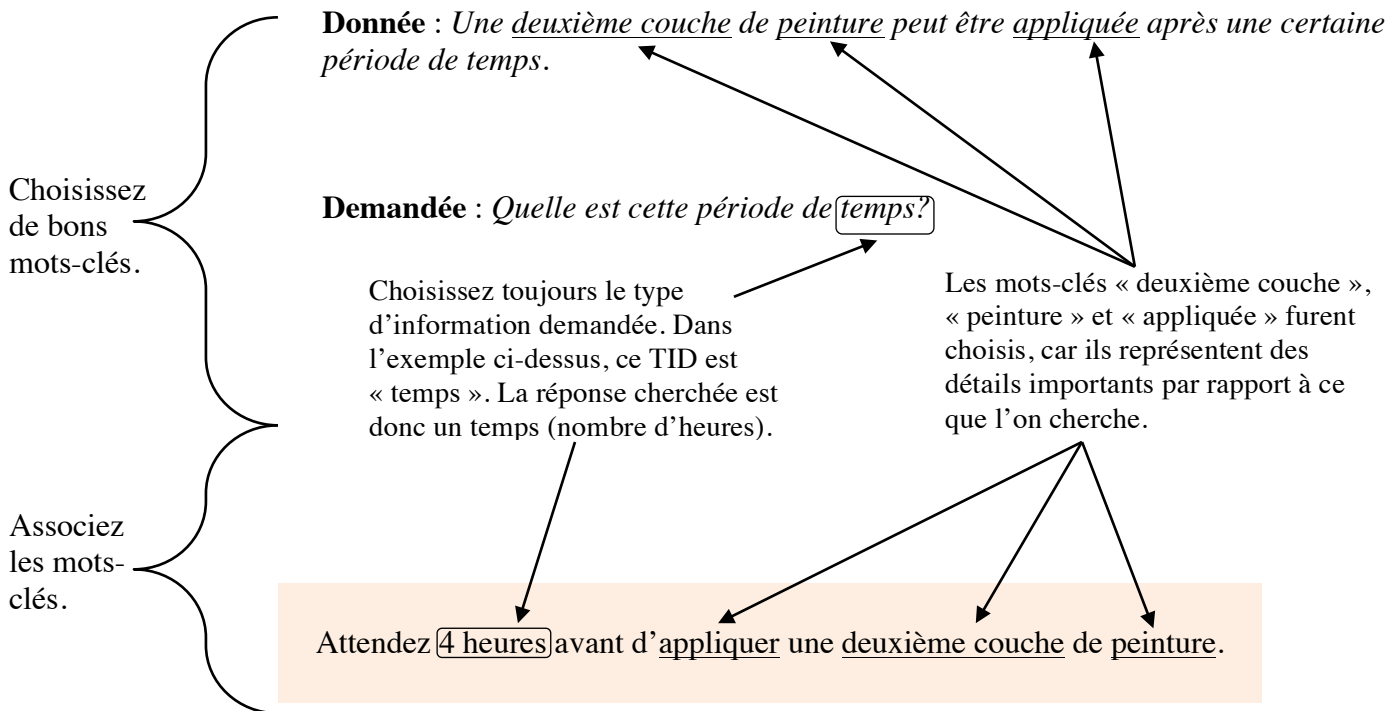 Donnée : Une deuxième couche de peinture peut être appliquée après une certaine
période de temps.
Choisissez
de bons
mots-clés.
Demandée : Quelle est cette période de temps?
Choisissez toujours le type
d’information demandée. Dans
l’exemple ci-dessus, ce TID est
« temps ». La réponse cherchée est
donc un temps (nombre d’heures).
Les mots-clés « deuxième couche »,
« peinture » et « appliquée » furent
choisis, car ils représentent des
détails importants par rapport à ce
que l’on cherche.
Associez
les mots-
clés.
Attendez 4 heures avant d’appliquer une deuxième couche de peinture.